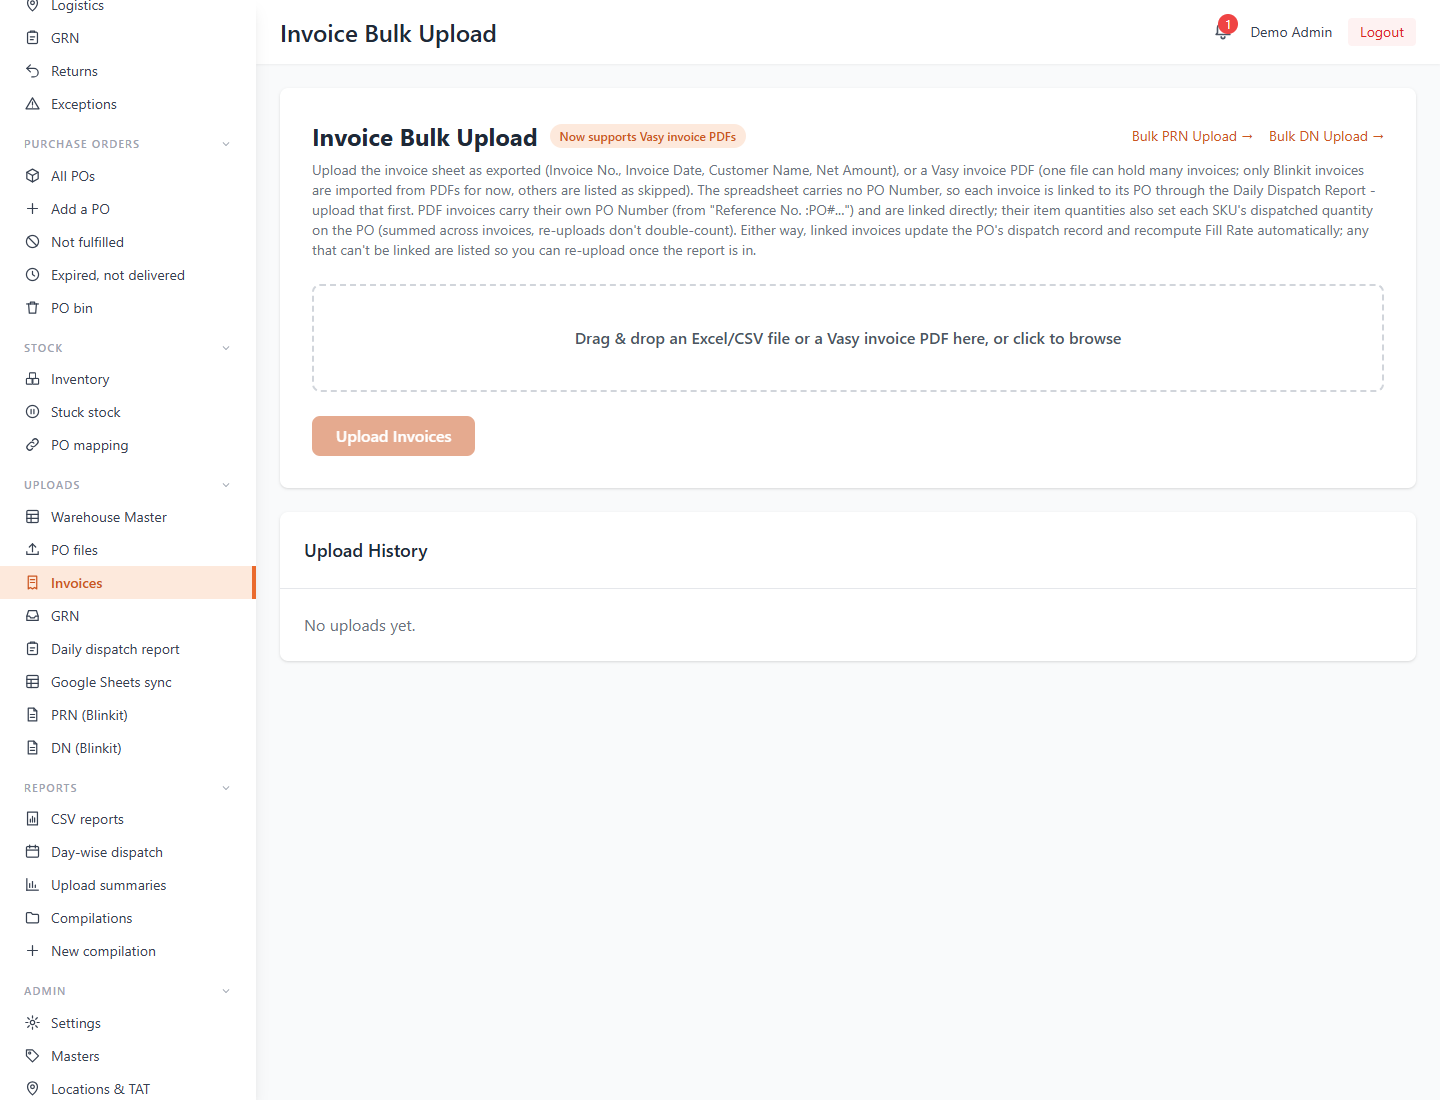 Logistics
GRN
Returns
Exceptions
PURCHASE ORDERS
All POs
Add a PO
Not fulfilled
Expired, not delivered
PO bin
STOCK
Inventory
Stuck stock
PO mapping
UPLOADS
Warehouse Master
PO files
Invoices
GRN
Daily dispatch report
Google Sheets sync
PRN (Blinkit)
DN (Blinkit)
REPORTS
CSV reports
Day-wise dispatch
Upload summaries
Compilations
New compilation
ADMIN
Settings
Masters
Locations & TAT
Invoice Bulk Upload
1
Demo Admin
Logout
Invoice Bulk Upload
Now supports Vasy invoice PDFs
Bulk PRN Upload →
Bulk DN Upload →
Upload the invoice sheet as exported (Invoice No., Invoice Date, Customer Name, Net Amount), or a Vasy invoice PDF (one file can hold many invoices; only Blinkit invoices
are imported from PDFs for now, others are listed as skipped). The spreadsheet carries no PO Number, so each invoice is linked to its PO through the Daily Dispatch Report -
upload that first. PDF invoices carry their own PO Number (from "Reference No. :PO#...") and are linked directly; their item quantities also set each SKU's dispatched quantity
on the PO (summed across invoices, re-uploads don't double-count). Either way, linked invoices update the PO's dispatch record and recompute Fill Rate automatically; any
that can't be linked are listed so you can re-upload once the report is in.
Drag & drop an Excel/CSV file or a Vasy invoice PDF here, or click to browse
Upload Invoices
Upload History
No uploads yet.